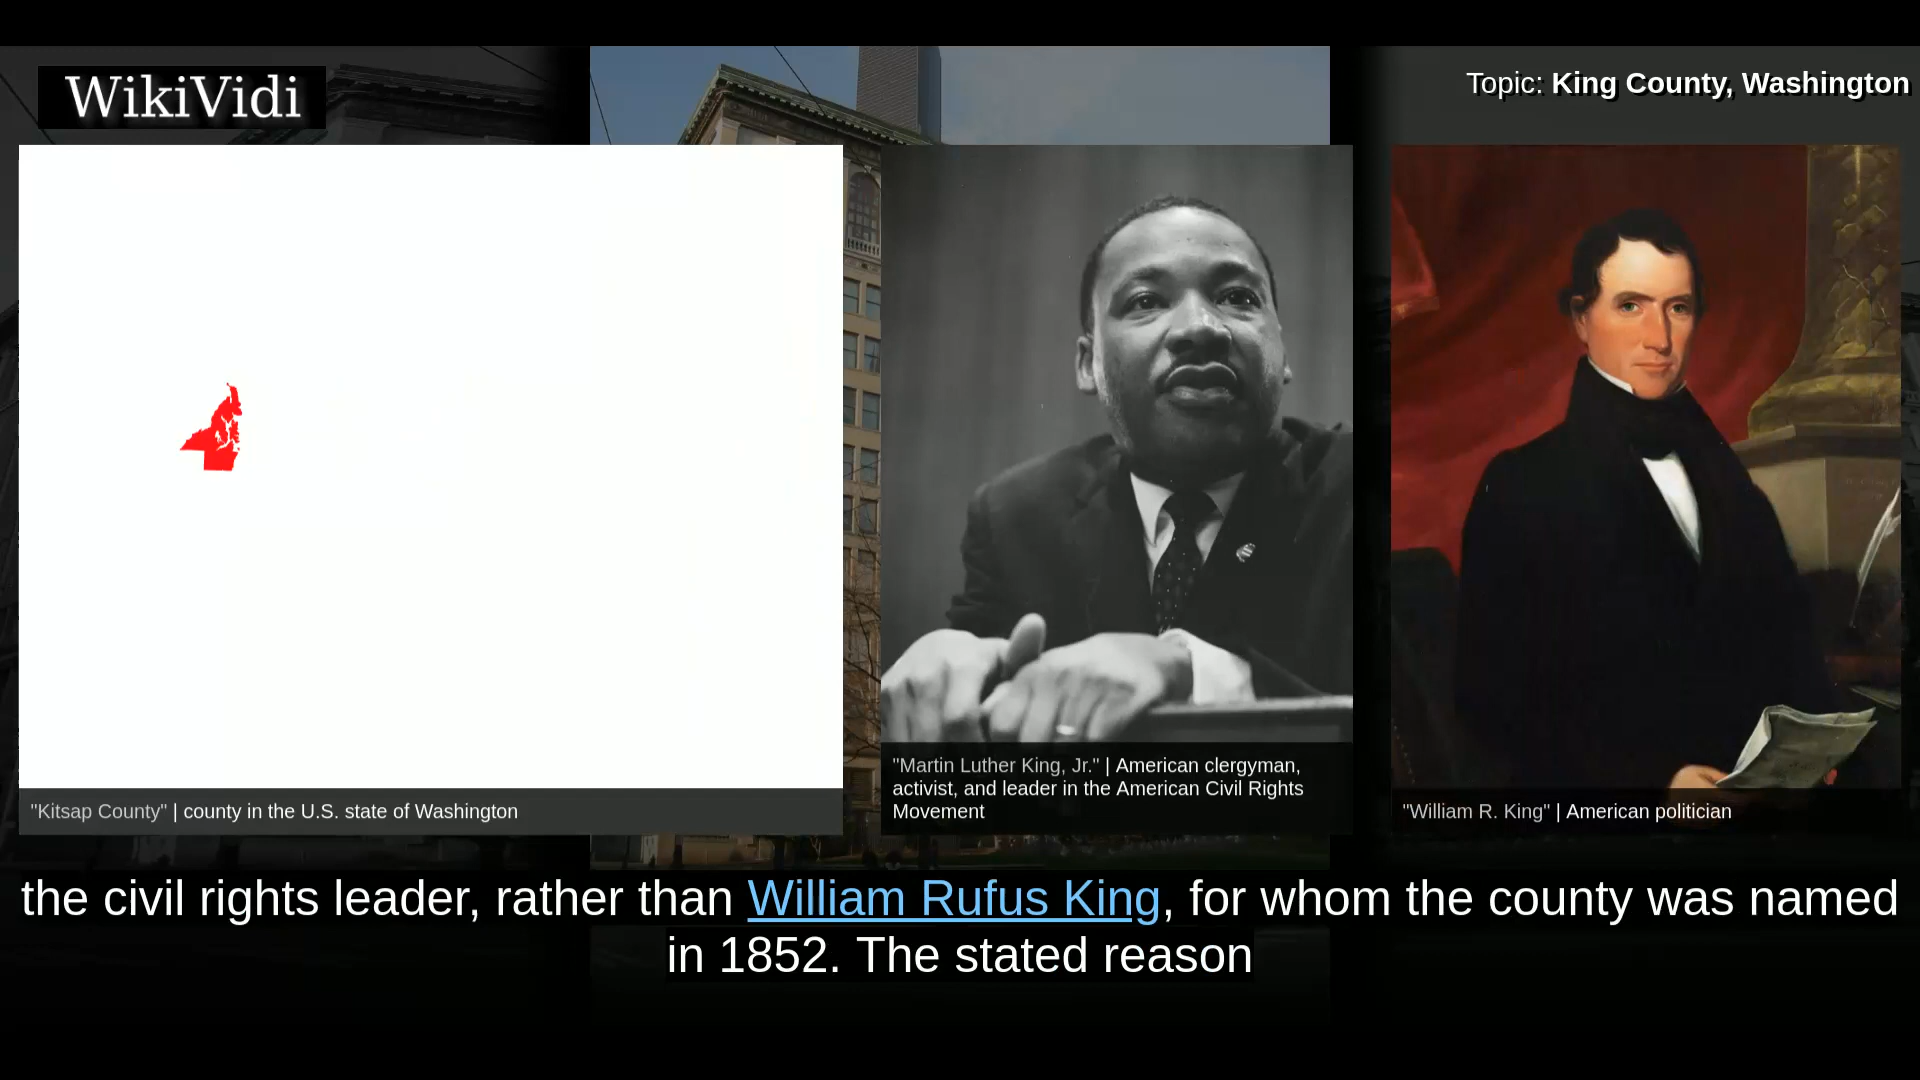 WikiVidi
Topic: King County, Washington
"Kitsap County" | county in the U.S. state of Washington
"Martin Luther King, Jr." | American clergyman,
activist, and leader in the American Civil Rights
Movement
"William R. King" | American politician
the civil rights leader, rather than William Rufus King, for whom the county was named
in 1852. The stated reason